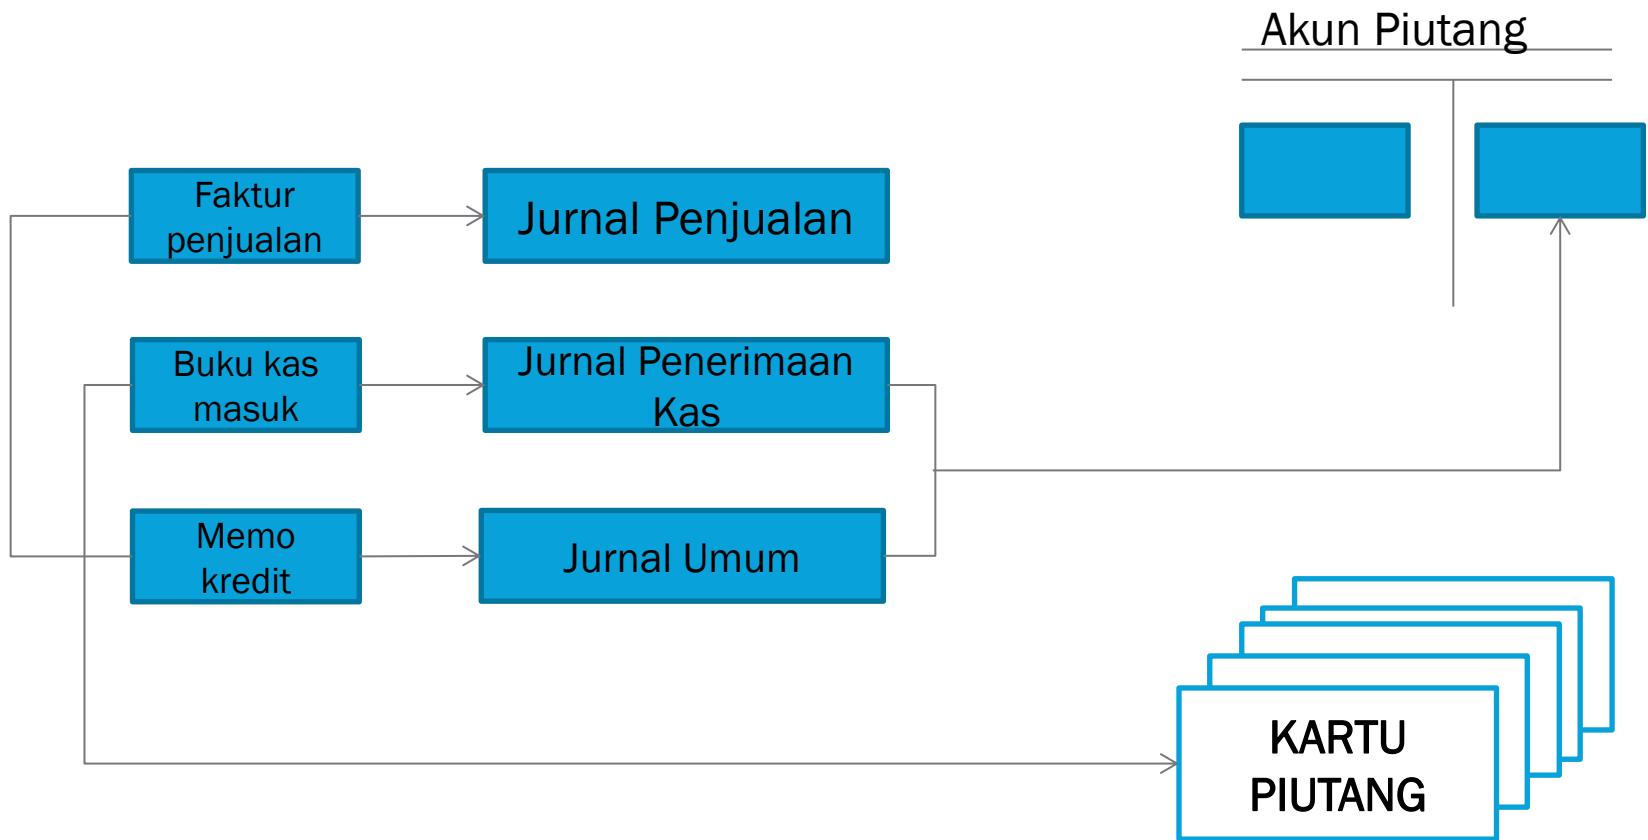 Akun Piutang
Faktur
penjualan
Jurnal Penjualan
Buku kas
masuk
Jurnal Penerimaan
Kas
Memo
kredit
Jurnal Umum
KARTU
PIUTANG